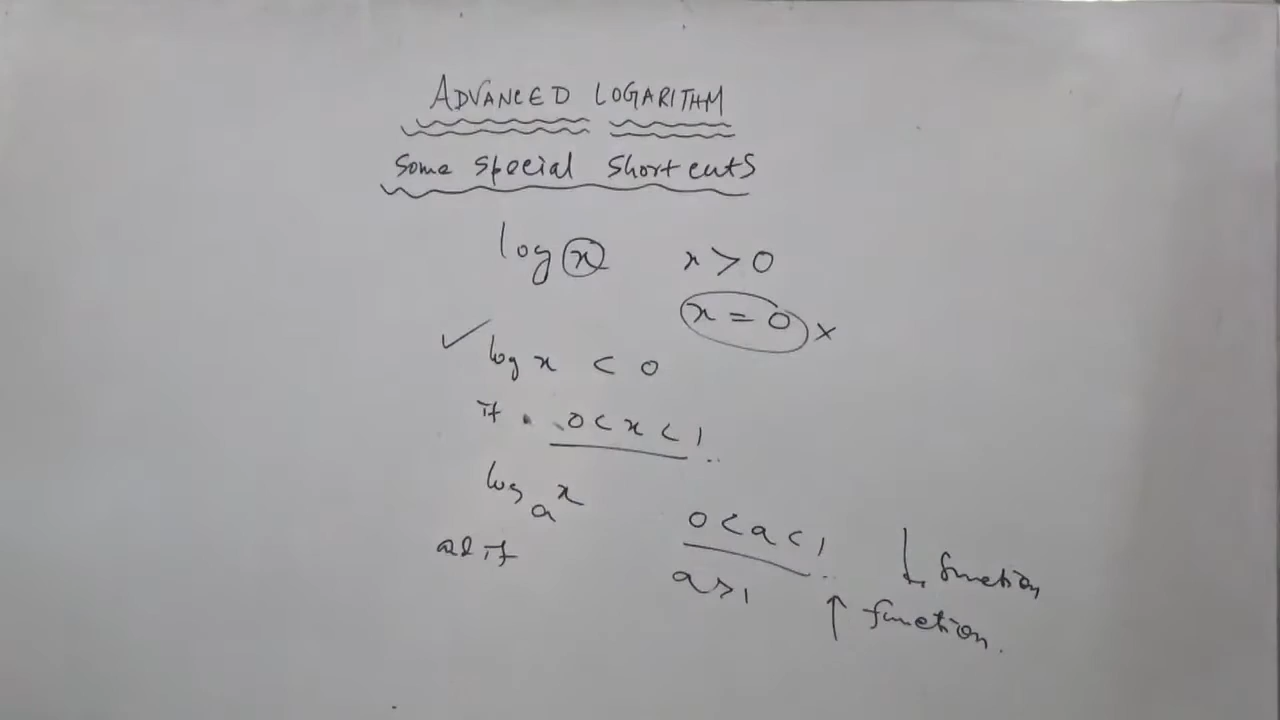 ADVANCED LOGARITHM
Some special shortcuts
log x x > 0
x = 0 ×
✓ log x < 0
if 0 < x < 1
log_a x
if 0 < a < 1 ↓ function
a > 1 ↑ function.